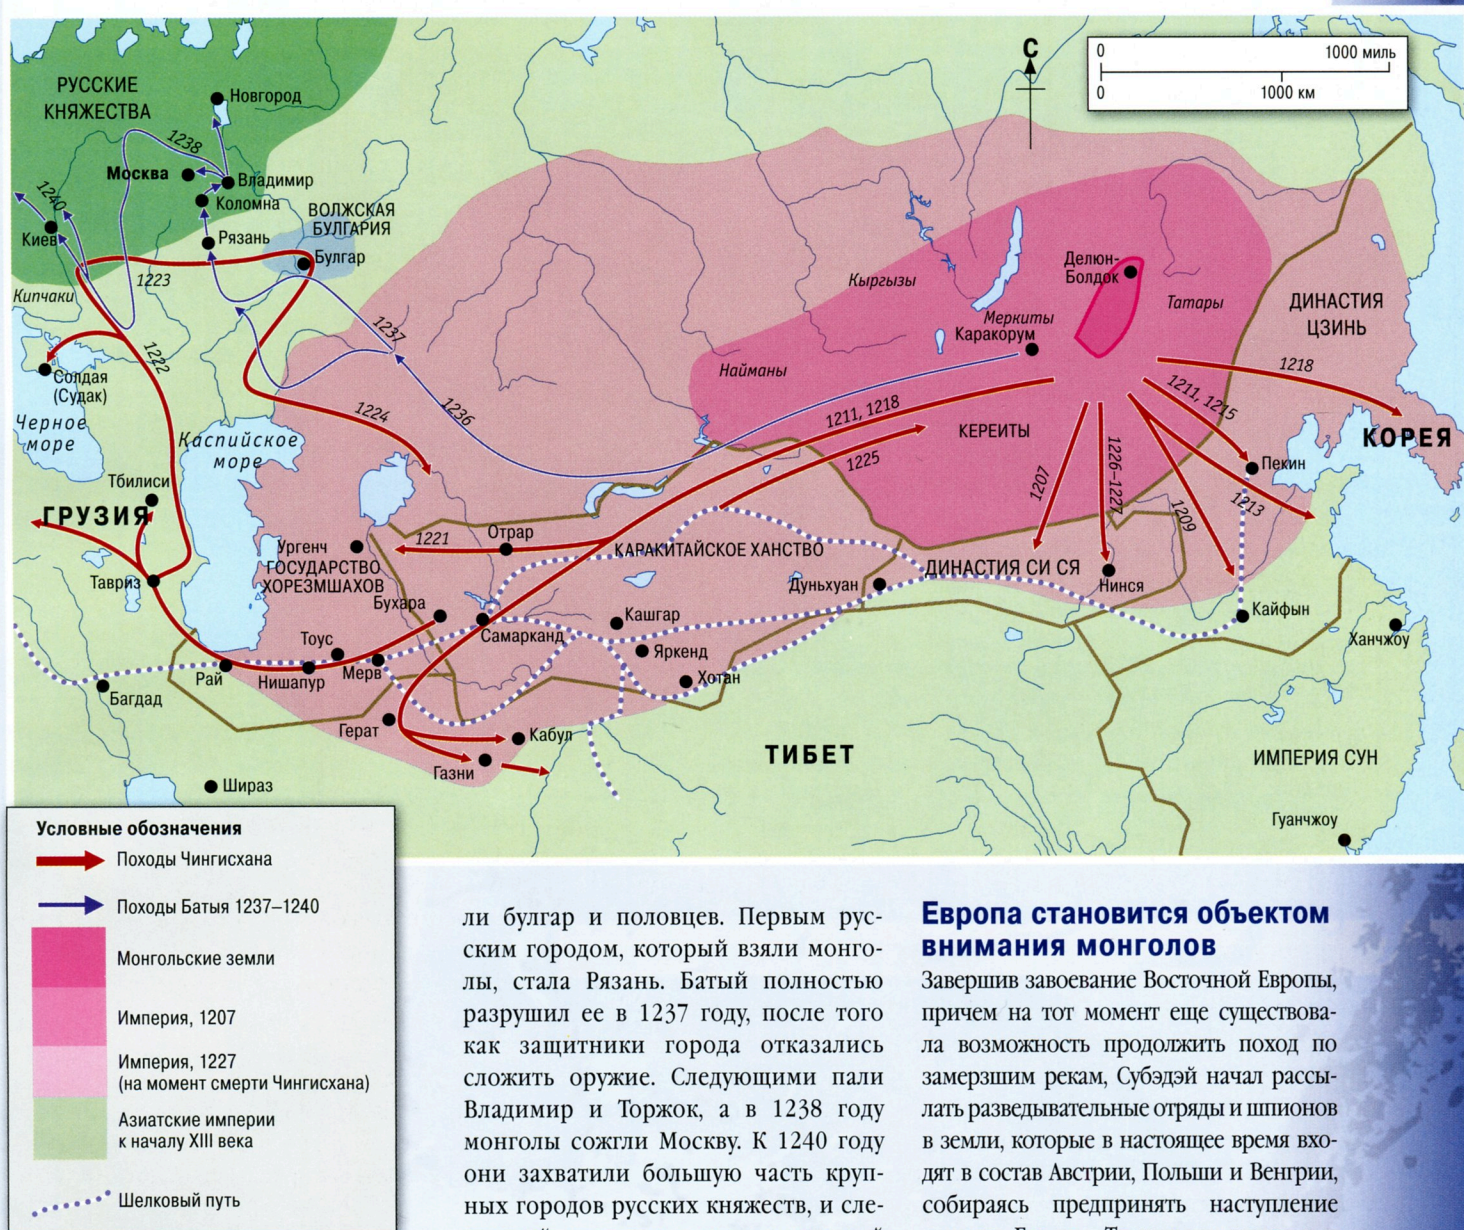 С
0
1000 миль
0
1000 км
РУССКИЕ
КНЯЖЕСТВА
Новгород
1238
Москва
Владимир
Коломна
1240
Киев
Рязань
ВОЛЖСКАЯ
БУЛГАРИЯ
Булгар
1223
Кипчаки
1222
Солдая
(Судак)
Черное
море
Каспийское
море
1237
1236
1224
Тбилиси
ГРУЗИЯ
Тавриз
Ургенч
ГОСУДАРСТВО
ХОРЕЗМШАХОВ
Бухара
1221
Отрар
КАРАКИТАЙСКОЕ ХАНСТВО
Самарканд
Кашгар
Яркенд
Хотан
Дуньхуан
Тоус
Мерв
Рай
Нишапур
Багдад
Герат
Кабул
Газни
Шираз
Кыргызы
Найманы
Меркиты
Каракорум
Делюн-
Болдок
Татары
ДИНАСТИЯ
ЦЗИНЬ
1218
1211, 1215
КОРЕЯ
1211, 1218
1225
КЕРЕИТЫ
1207
1226–1227
1209
1213
Пекин
ДИНАСТИЯ СИ СЯ
Нинся
Кайфын
Ханчжоу
ТИБЕТ
ИМПЕРИЯ СУН
Гуанчжоу
Условные обозначения
Походы Чингисхана
Походы Батыя 1237–1240
Монгольские земли
Империя, 1207
Империя, 1227
(на момент смерти Чингисхана)
Азиатские империи
к началу XIII века
Шелковый путь
ли булгар и половцев. Первым рус-
ским городом, который взяли монго-
лы, стала Рязань. Батый полностью
разрушил ее в 1237 году, после того
как защитники города отказались
сложить оружие. Следующими пали
Владимир и Торжок, а в 1238 году
монголы сожгли Москву. К 1240 году
они захватили большую часть круп-
ных городов русских княжеств, и сле-
Европа становится объектом
внимания монголов
Завершив завоевание Восточной Европы,
причем на тот момент еще существова-
ла возможность продолжить поход по
замерзшим рекам, Субэдэй начал рассы-
лать разведывательные отряды и шпионов
в земли, которые в настоящее время вхо-
дят в состав Австрии, Польши и Венгрии,
собираясь предпринять наступление